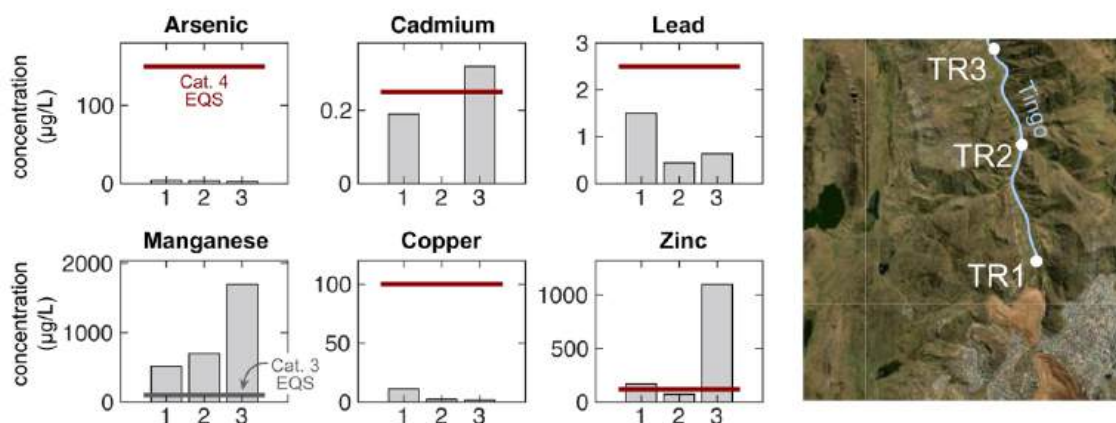 Arsenic
Cadmium
Lead
concentration
(µg/L)
100
0
Cat. 4
EQS
1 2 3
0.2
0
1 2 3
3
2
1
0
1 2 3
TR3
Tingo
TR2
TR1
Manganese
Copper
Zinc
concentration
(µg/L)
2000
1000
0
Cat. 3
EQS
1 2 3
100
50
0
1 2 3
1000
500
0
1 2 3